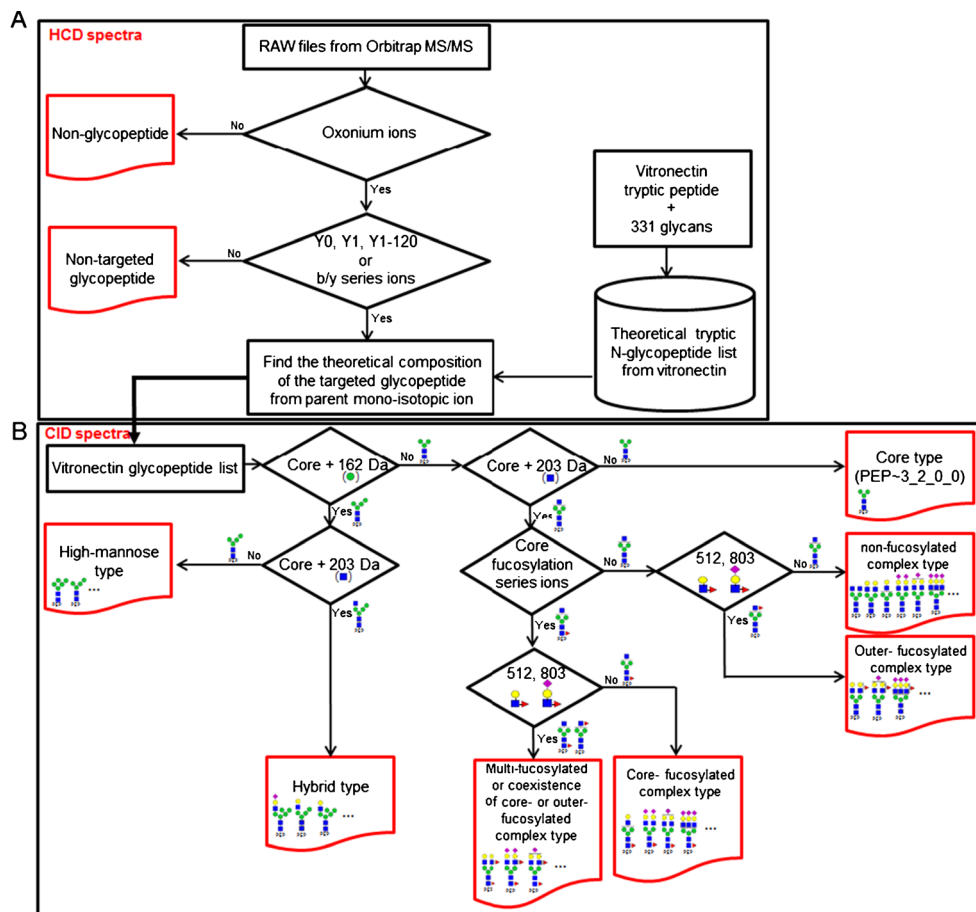 A
HCD spectra
RAW files from Orbitrap MS/MS
Oxonium ions
No
Non-glycopeptide
Yes
Vitronectin
tryptic peptide
+
331 glycans
Y0, Y1, Y1-120
or
b/y series ions
No
Non-targeted
glycopeptide
Yes
Theoretical tryptic
N-glycopeptide list
from vitronectin
Find the theoretical composition
of the targeted glycopeptide
from parent mono-isotopic ion
B
CID spectra
Vitronectin glycopeptide list
Core + 162 Da
( )
No
Core + 203 Da
( )
No
Core type
(PEP~3_2_0_0)
Yes
Yes
High-mannose
type
...
No
Core + 203 Da
( )
Core
fucosylation
series ions
No
512, 803
No
non-fucosylated
complex type
...
Yes
Yes
Yes
Outer- fucosylated
complex type
...
512, 803
No
Yes
Hybrid type
...
Multi-fucosylated
or coexistence
of core- or outer-
fucosylated
complex type
...
Core- fucosylated
complex type
...